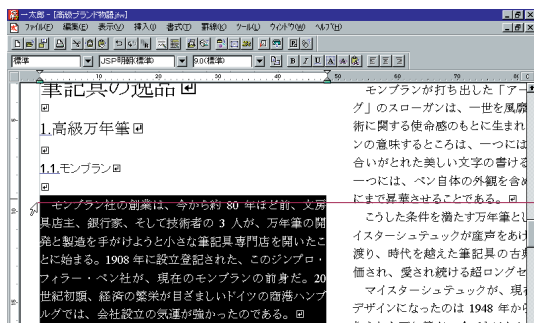 一太郎 - [高級ブランド物語.jtw]
ファイル(F) 編集(E) 表示(V) 挿入(I) 書式(T) 罫線(K) ツール(L) ウィンドウ(W) ヘルプ(H)
標準 JSP明朝(標準) 9.0(標準) B I U A A
10 20 30 40 50 60 70
筆記具の逸品
1.高級万年筆
1.1.モンブラン
モンブラン社の創業は、今から約 80 年ほど前、文房
具店主、銀行家、そして技術者の 3 人が、万年筆の開
発と製造を手がけようと小さな筆記具専門店を開いたこ
とに始まる。1908 年に設立登記された、このジンプロ・
フィラー・ペン社が、現在のモンブランの前身だ。20
世紀初頭、経済の繁栄が目ざましいドイツの商港ハンブ
ルグでは、会社設立の気運が強かったのである。
モンブランが打ち出した「アー
グ」のスローガンは、一世を風靡
術に関する使命感のもとに生まれ
ンの意味するところは、一つには
合いがとれた美しい文字の書ける
一つには、ペン自体の外観を含め
にまで昇華させることである。
こうした条件を満たす万年筆とし
イスターシュテュックが産声をあけ
渡り、時代を越えた筆記具の古典
価され、愛され続ける超ロングセ
マイスターシュテュックが、現在
デザインになったのは 1948 年から